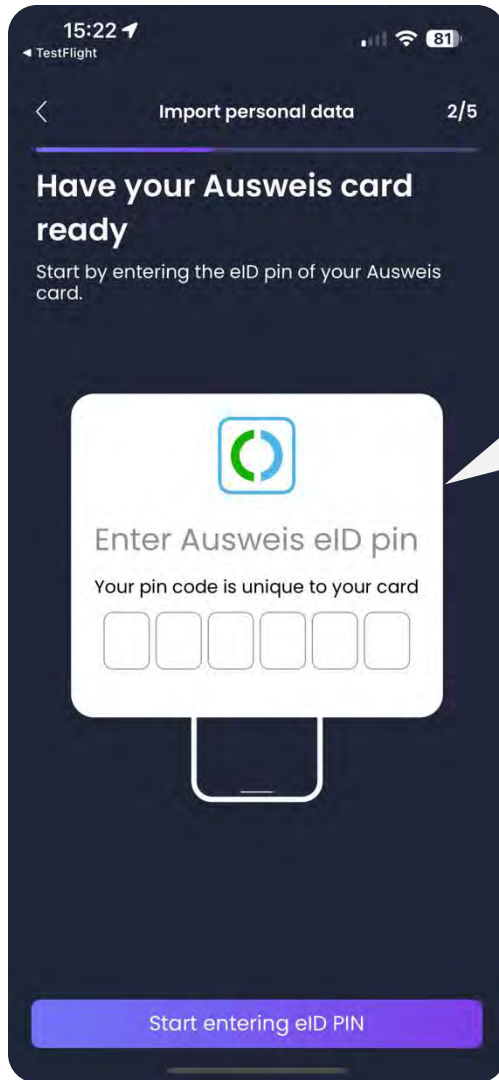 15:22
81
◀ TestFlight
Import personal data
2/5
Have your Ausweis card
ready
Start by entering the eID pin of your Ausweis
card.
Enter Ausweis eID pin
Your pin code is unique to your card
Start entering eID PIN